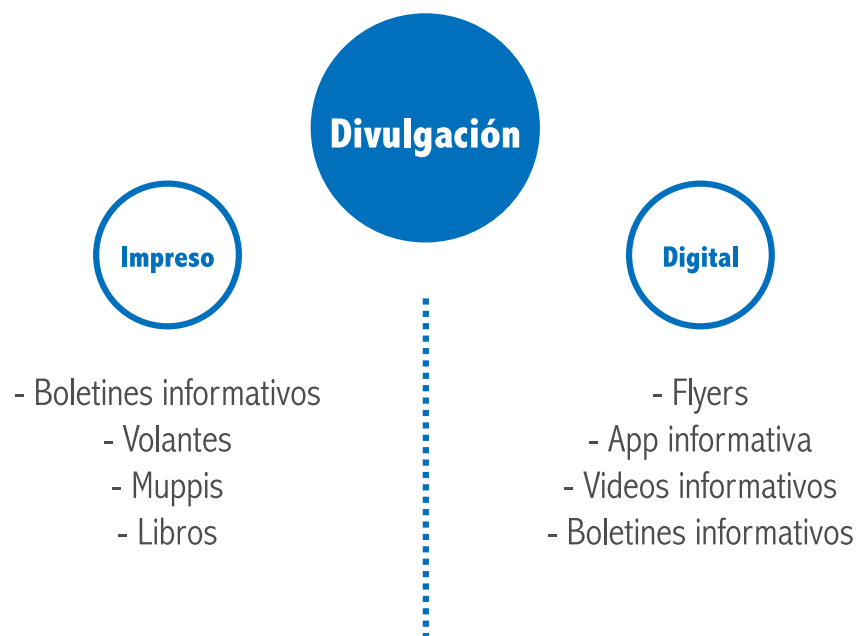 Divulgación
Impreso
- Boletines informativos
- Volantes
- Muppis
- Libros
Digital
- Flyers
- App informativa
- Videos informativos
- Boletines informativos